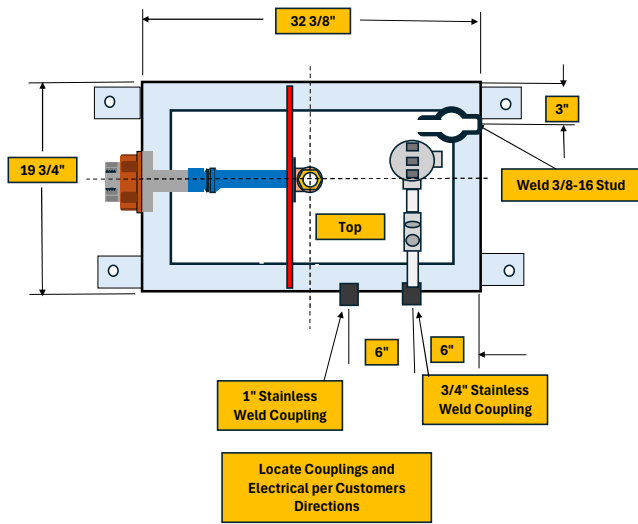 32 3/8"
3"
19 3/4"
Weld 3/8-16 Stud
Top
6"
6"
1" Stainless
Weld Coupling
3/4" Stainless
Weld Coupling
Locate Couplings and
Electrical per Customers
Directions